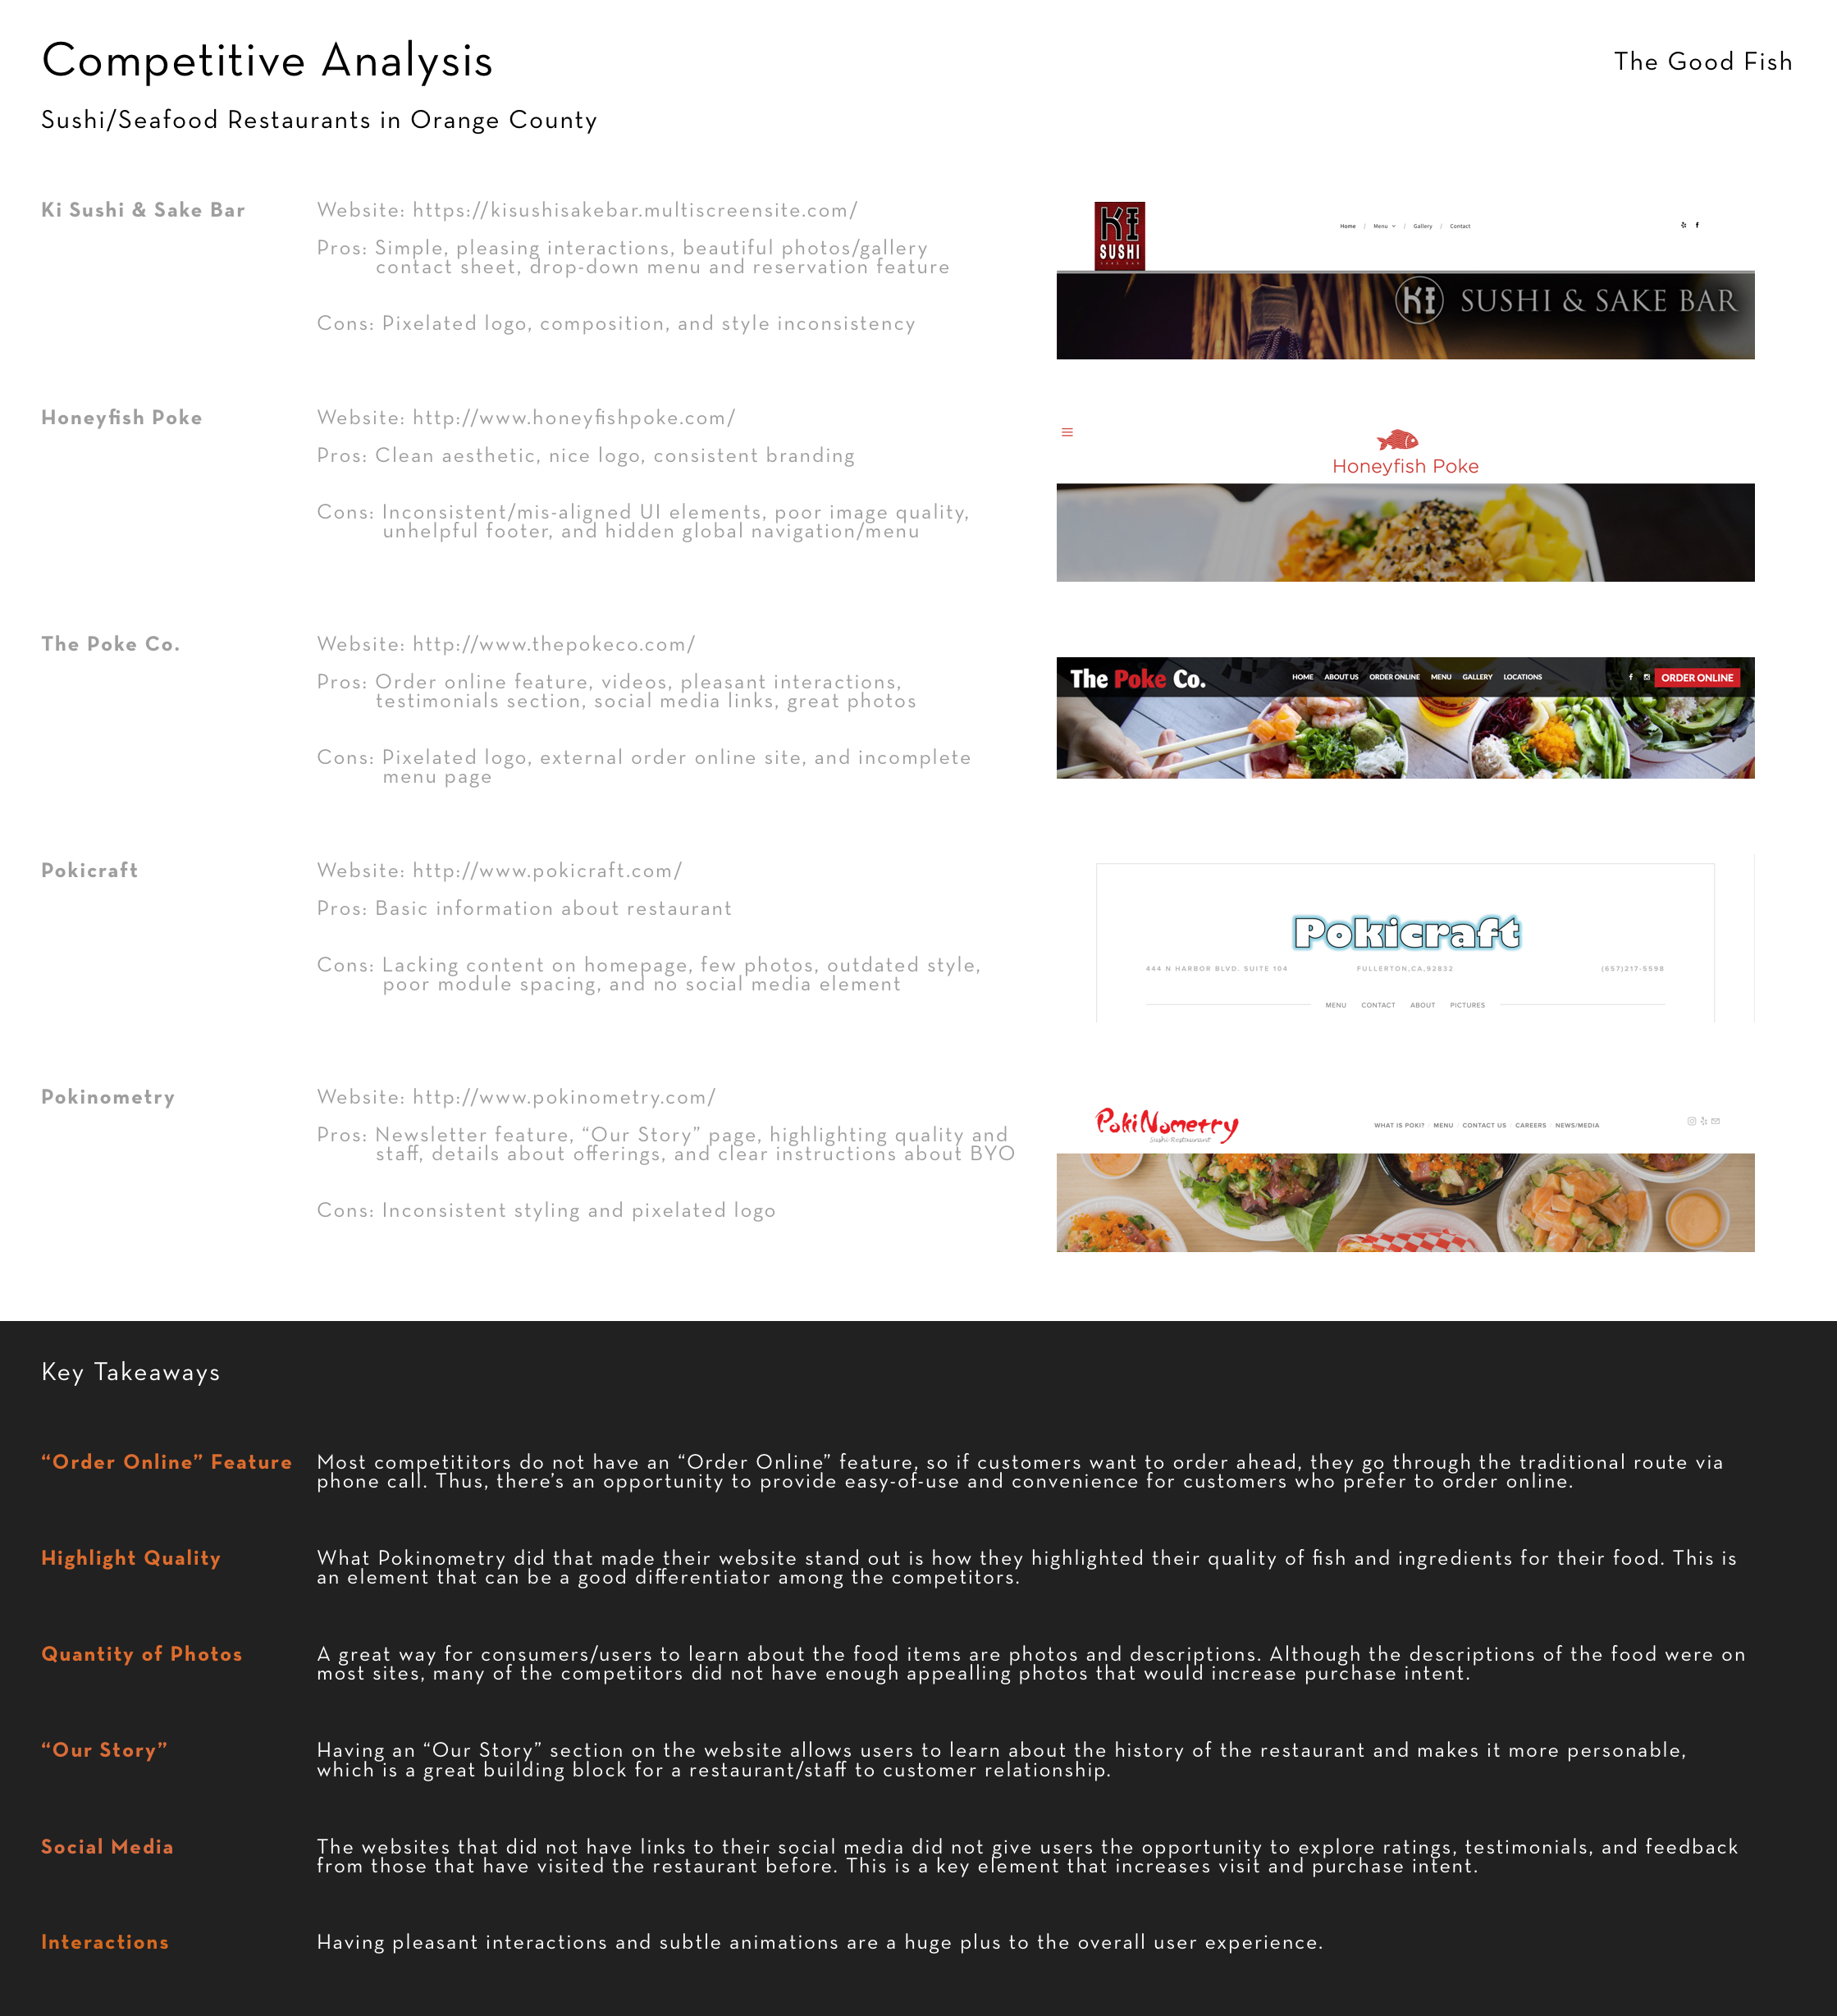 Competitive Analysis
The Good Fish
Sushi/Seafood Restaurants in Orange County
Ki Sushi & Sake Bar
Website: https://kisushisakebar.multiscreensite.com/
Pros: Simple, pleasing interactions, beautiful photos/gallery
contact sheet, drop-down menu and reservation feature
Cons: Pixelated logo, composition, and style inconsistency
KI
SUSHI
SAKE BAR
Home / Menu / Gallery / Contact
KI SUSHI & SAKE BAR
Honeyfish Poke
Website: http://www.honeyfishpoke.com/
Pros: Clean aesthetic, nice logo, consistent branding
Cons: Inconsistent/mis-aligned UI elements, poor image quality,
unhelpful footer, and hidden global navigation/menu
Honeyfish Poke
The Poke Co.
Website: http://www.thepokeco.com/
Pros: Order online feature, videos, pleasant interactions,
testimonials section, social media links, great photos
Cons: Pixelated logo, external order online site, and incomplete
menu page
The Poke Co.
HOME ABOUT US ORDER ONLINE MENU GALLERY LOCATIONS
ORDER ONLINE
Pokicraft
Website: http://www.pokicraft.com/
Pros: Basic information about restaurant
Cons: Lacking content on homepage, few photos, outdated style,
poor module spacing, and no social media element
Pokicraft
444 N HARBOR BLVD. SUITE 104 FULLERTON,CA,92832 (657)217-5598
MENU CONTACT ABOUT PICTURES
Pokinometry
Website: http://www.pokinometry.com/
Pros: Newsletter feature, “Our Story” page, highlighting quality and
staff, details about offerings, and clear instructions about BYO
Cons: Inconsistent styling and pixelated logo
PokiNometry
Sushi Restaurant
WHAT IS POKI? / MENU / CONTACT US / CAREERS / NEWS/MEDIA
Key Takeaways
“Order Online” Feature
Most competititors do not have an “Order Online” feature, so if customers want to order ahead, they go through the traditional route via
phone call. Thus, there’s an opportunity to provide easy-of-use and convenience for customers who prefer to order online.
Highlight Quality
What Pokinometry did that made their website stand out is how they highlighted their quality of fish and ingredients for their food. This is
an element that can be a good differentiator among the competitors.
Quantity of Photos
A great way for consumers/users to learn about the food items are photos and descriptions. Although the descriptions of the food were on
most sites, many of the competitors did not have enough appealling photos that would increase purchase intent.
“Our Story”
Having an “Our Story” section on the website allows users to learn about the history of the restaurant and makes it more personable,
which is a great building block for a restaurant/staff to customer relationship.
Social Media
The websites that did not have links to their social media did not give users the opportunity to explore ratings, testimonials, and feedback
from those that have visited the restaurant before. This is a key element that increases visit and purchase intent.
Interactions
Having pleasant interactions and subtle animations are a huge plus to the overall user experience.